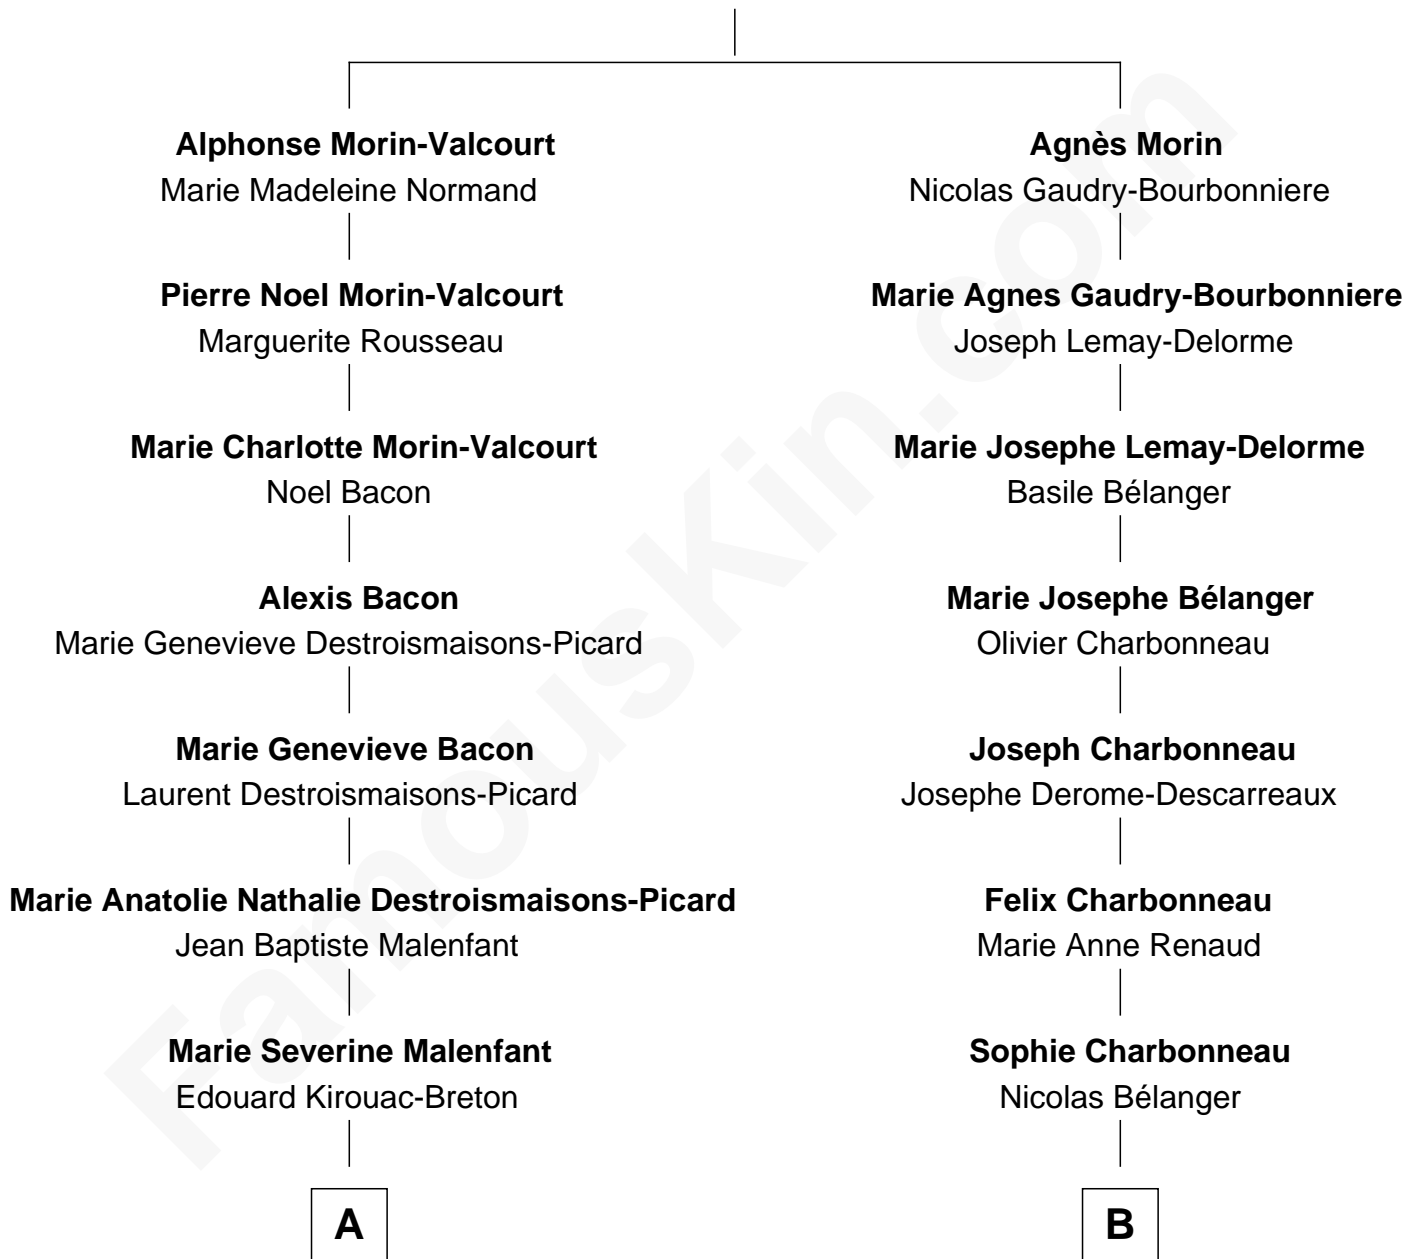 Alphonse Morin-Valcourt
Marie Madeleine Normand
Pierre Noel Morin-Valcourt
Marguerite Rousseau
Marie Charlotte Morin-Valcourt
Noel Bacon
Alexis Bacon
Marie Genevieve Destroismaisons-Picard
Marie Genevieve Bacon
Laurent Destroismaisons-Picard
Marie Anatolie Nathalie Destroismaisons-Picard
Jean Baptiste Malenfant
Marie Severine Malenfant
Edouard Kirouac-Breton
A
Agnès Morin
Nicolas Gaudry-Bourbonniere
Marie Agnes Gaudry-Bourbonniere
Joseph Lemay-Delorme
Marie Josephe Lemay-Delorme
Basile Bélanger
Marie Josephe Bélanger
Olivier Charbonneau
Joseph Charbonneau
Josephe Derome-Descarreaux
Felix Charbonneau
Marie Anne Renaud
Sophie Charbonneau
Nicolas Bélanger
B
FamousKin.com